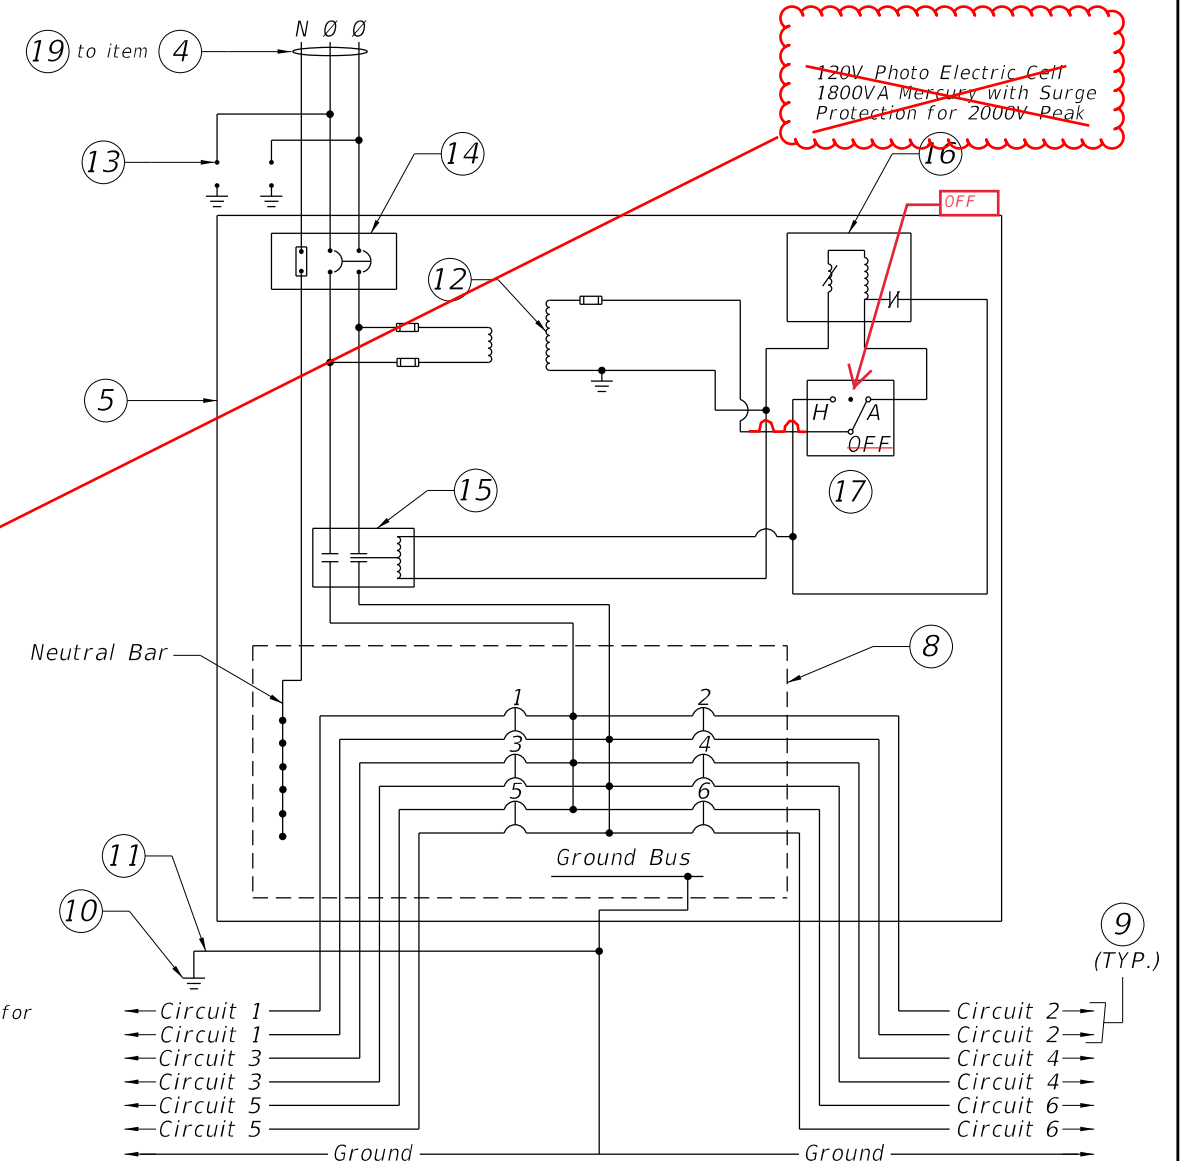 N Ø Ø
19 to item 4
120V Photo Electric Cell
1800VA Mercury with Surge
Protection for 2000V Peak
13
14
16
OFF
12
5
H A
OFF
17
15
Neutral Bar
8
1 2
3 4
5 6
Ground Bus
11
10
9
(TYP.)
for
Circuit 1 Circuit 2
Circuit 1 Circuit 2
Circuit 3 Circuit 4
Circuit 3 Circuit 4
Circuit 5 Circuit 6
Circuit 5 Circuit 6
Ground Ground